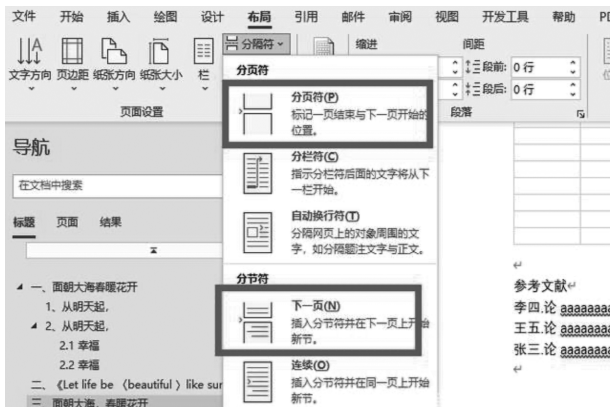 文件 开始 插入 绘图 设计 布局 引用 邮件 审阅 视图 开发工具 帮助
分隔符 缩进 间距
文字方向 页边距 纸张方向 纸张大小 栏
段前: 0 行
段后: 0 行
页面设置
段落
分页符
分页符(P)
标记一页结束与下一页开始的
位置。
分栏符(C)
指示分栏符后面的文字将从下
一栏开始。
自动换行符(T)
分隔网页上的对象周围的文
字，如分隔题注文字与正文。
分节符
下一页(N)
插入分节符并在下一页上开始
新节。
连续(O)
插入分节符并在同一页上开始
新节。
导航
在文档中搜索
标题 页面 结果
一、面朝大海春暖花开
1、从明天起,
2、从明天起,
2.1 幸福
2.2 幸福
二、《Let life be （beautiful ）like sur
三 面朝大海、春暖花开
参考文献
李四.论
王五.论
张三.论